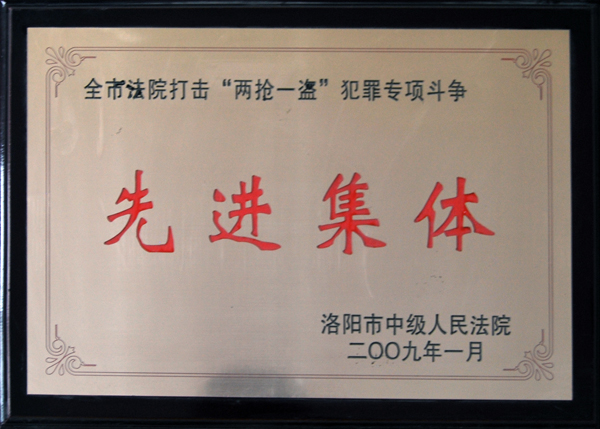 全市法院打击“两抢一盗”犯罪专项斗争
先进集体
洛阳市中级人民法院
二〇〇九年一月